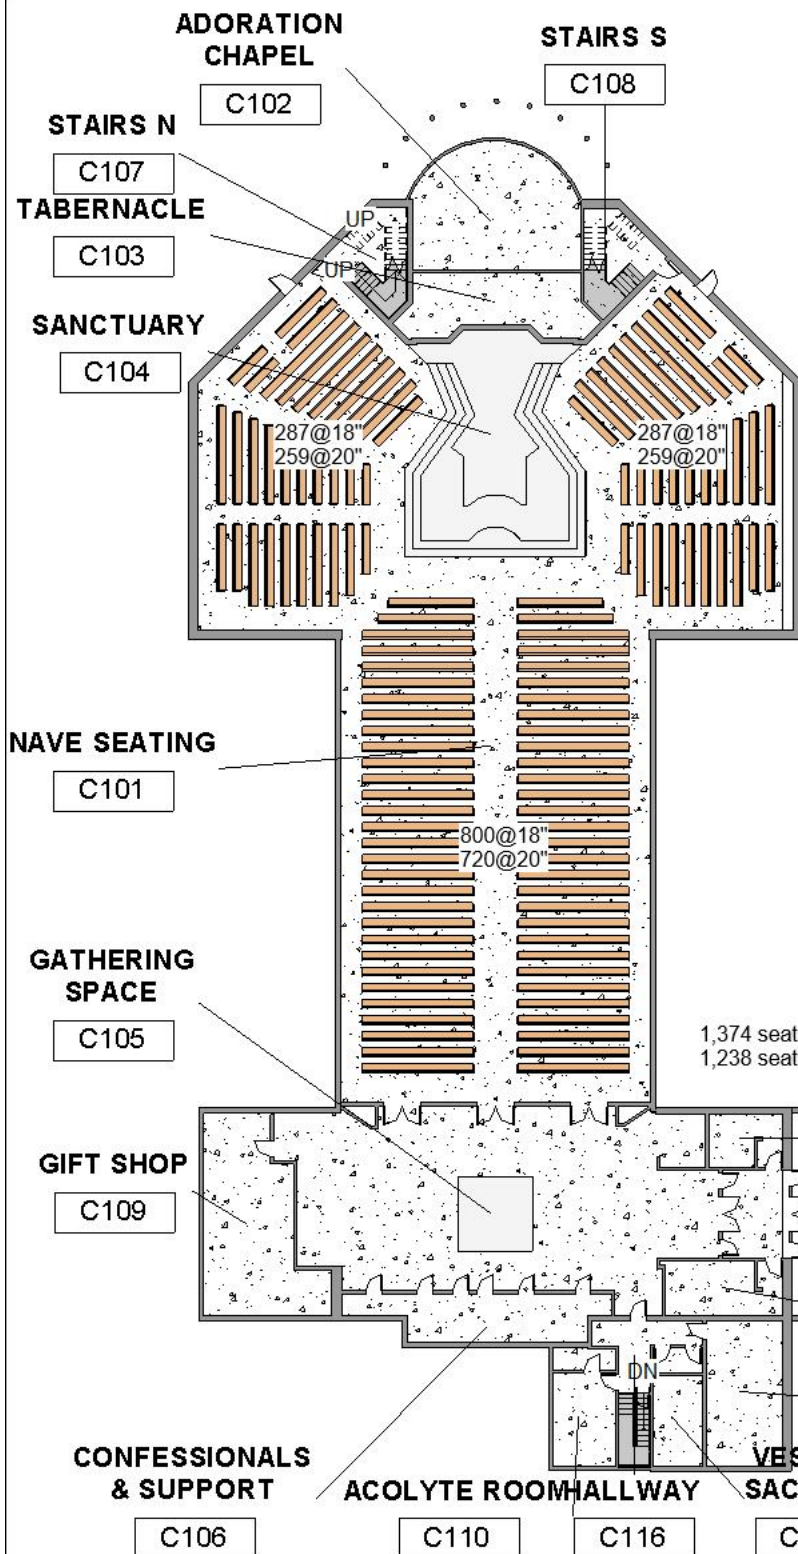 ADORATION
CHAPEL
C102
STAIRS S
C108
STAIRS N
C107
TABERNACLE
C103
UP
UP
SANCTUARY
C104
287@18"
259@20"
287@18"
259@20"
NAVE SEATING
C101
800@18"
720@20"
GATHERING
SPACE
C105
1,374 seat
1,238 seat
GIFT SHOP
C109
DN
CONFESSIONALS
& SUPPORT
C106
ACOLYTE ROOM
C110
HALLWAY
C116
VES
SAC
C